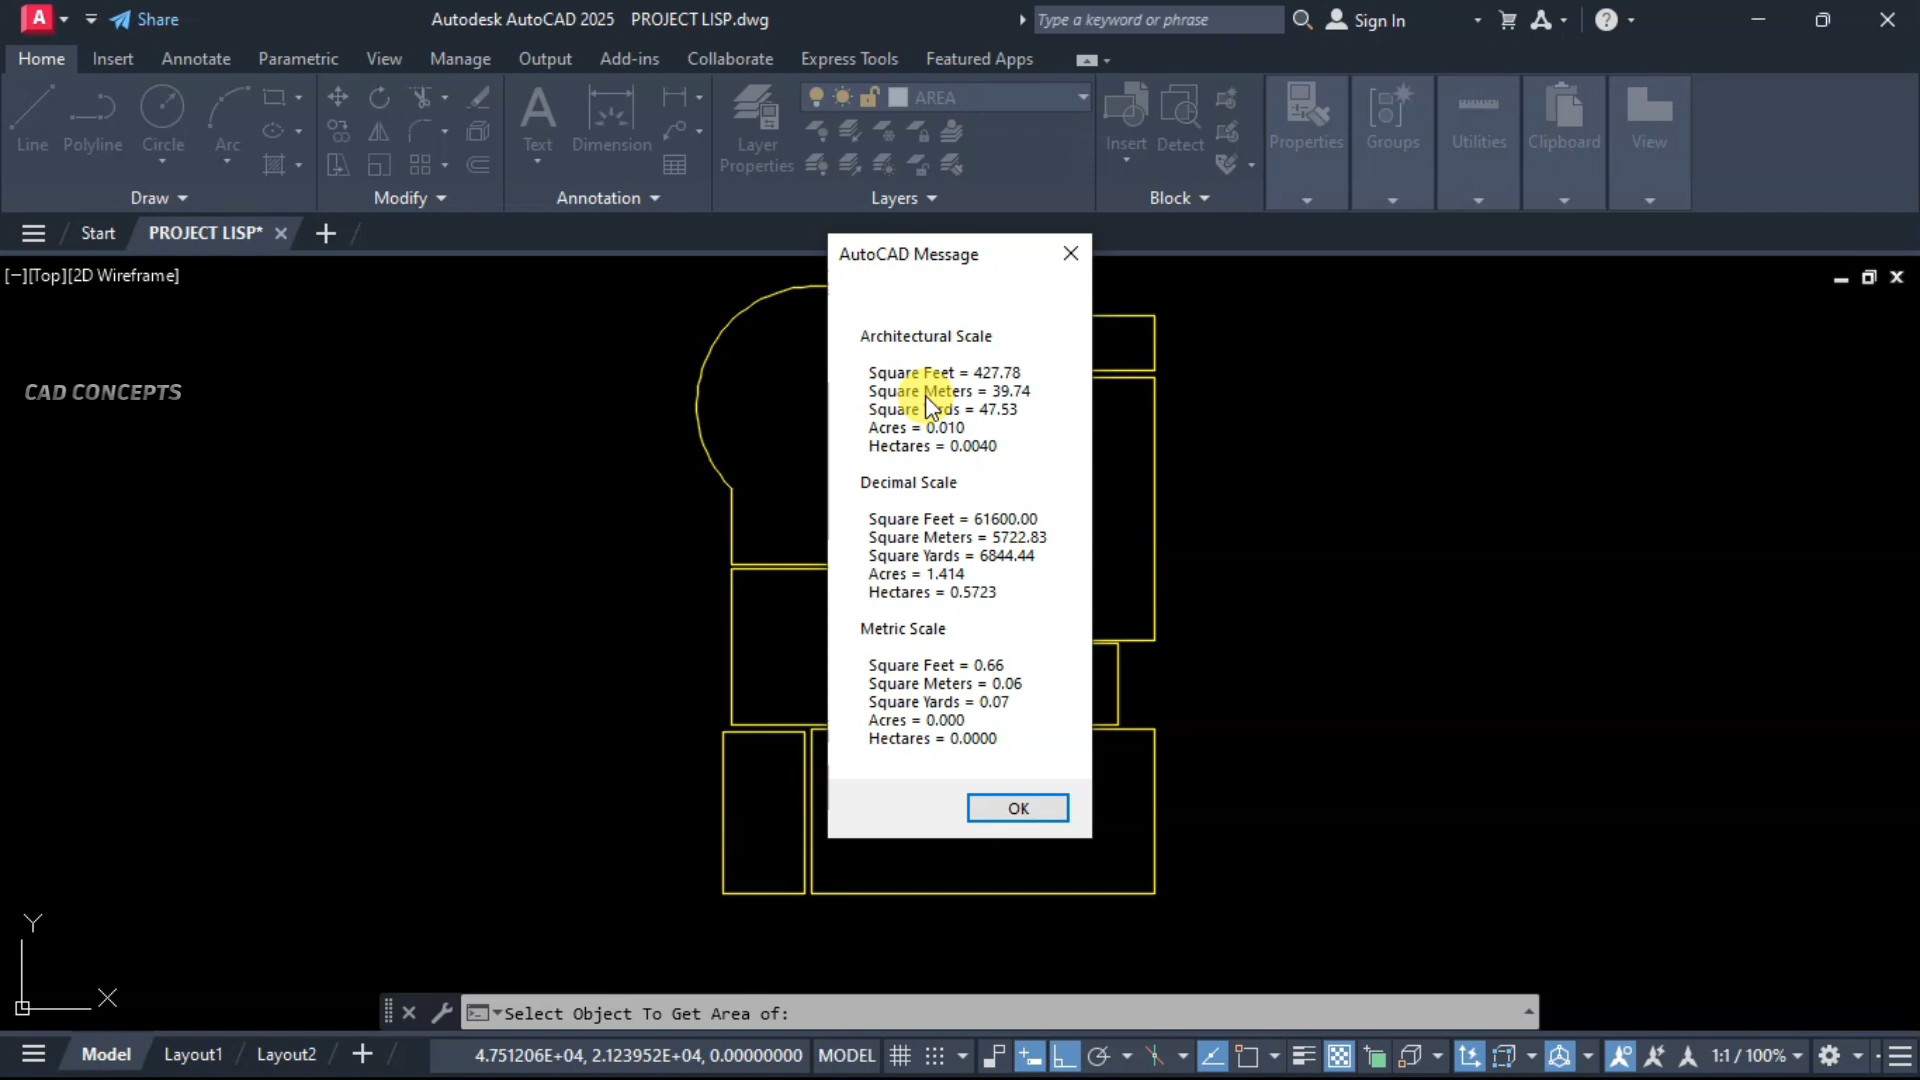 A
Share
Autodesk AutoCAD 2025 PROJECT LISP.dwg
Type a keyword or phrase
Sign In
Home Insert Annotate Parametric View Manage Output Add-ins Collaborate Express Tools Featured Apps
AREA
Line Polyline Circle Arc
Text Dimension
Layer
Properties
Insert Detect
Properties Groups Utilities Clipboard View
Draw Modify Annotation Layers Block
Start PROJECT LISP*
[−][Top][2D Wireframe]
CAD CONCEPTS
AutoCAD Message
Architectural Scale
Square Feet = 427.78
Square Meters = 39.74
Square Yards = 47.53
Acres = 0.010
Hectares = 0.0040
Decimal Scale
Square Feet = 61600.00
Square Meters = 5722.83
Square Yards = 6844.44
Acres = 1.414
Hectares = 0.5723
Metric Scale
Square Feet = 0.66
Square Meters = 0.06
Square Yards = 0.07
Acres = 0.000
Hectares = 0.0000
OK
Y
X
Select Object To Get Area of:
Model Layout1 Layout2
4.751206E+04, 2.123952E+04, 0.00000000 MODEL
1:1 / 100%